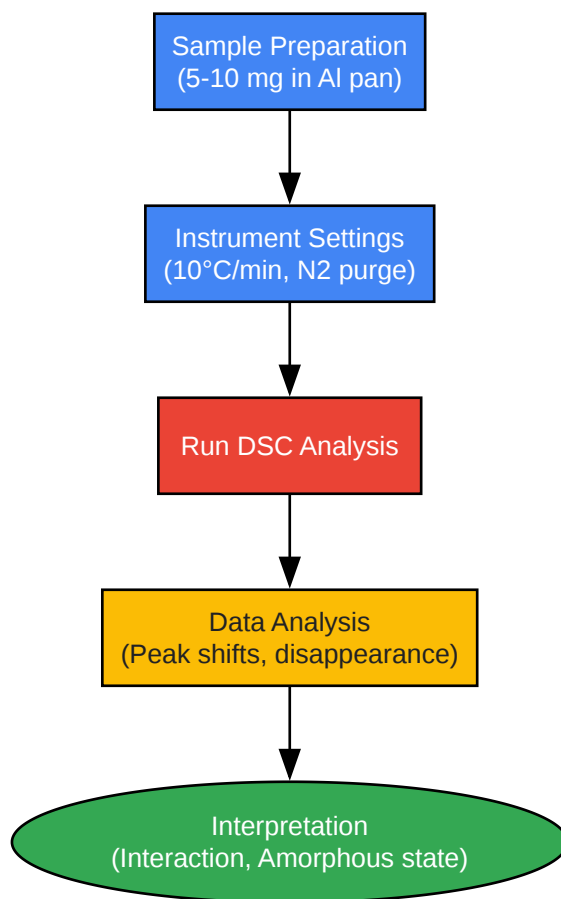 Sample Preparation
(5-10 mg in Al pan)
Instrument Settings
(10°C/min, N2 purge)
Run DSC Analysis
Data Analysis
(Peak shifts, disappearance)
Interpretation
(Interaction, Amorphous state)